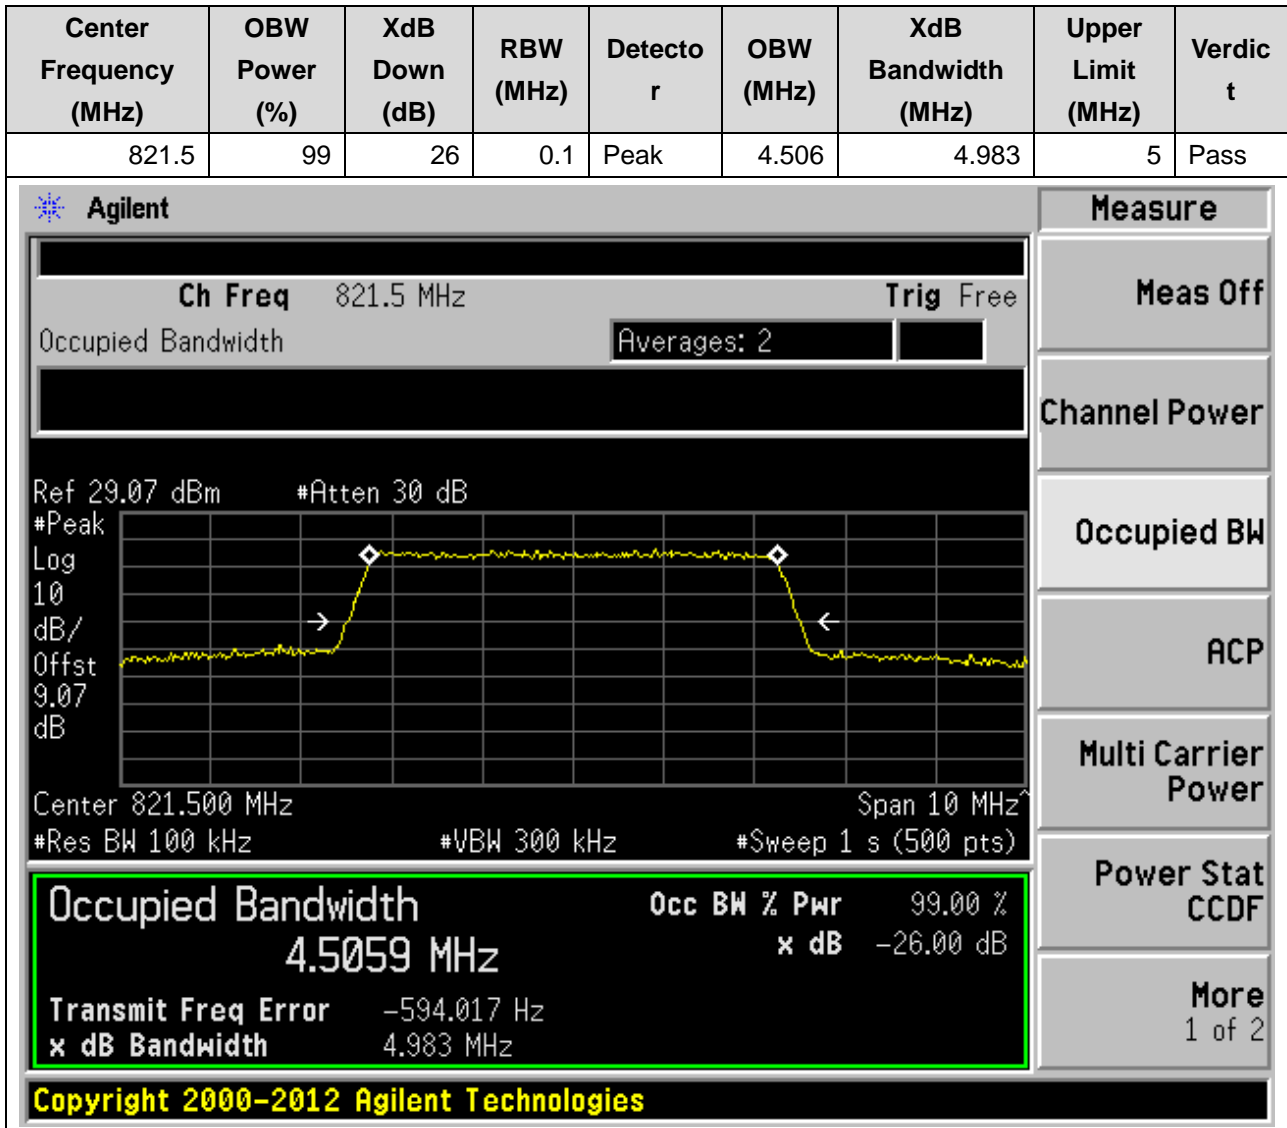 Center Frequency (MHz) OBW Power (%) XdB Down (dB) RBW (MHz) Detecto r OBW (MHz) XdB Bandwidth (MHz) Upper Limit (MHz) Verdic t
821.5 99 26 0.1 Peak 4.506 4.983 5 Pass
Agilent
Measure
Ch Freq 821.5 MHz Trig Free
Occupied Bandwidth Averages: 2
Meas Off
Channel Power
Occupied BW
ACP
Multi Carrier
Power
Power Stat
CCDF
More
1 of 2
Ref 29.07 dBm #Atten 30 dB
#Peak
Log
10
dB/
Offst
9.07
dB
Center 821.500 MHz Span 10 MHz^
#Res BW 100 kHz #VBW 300 kHz #Sweep 1 s (500 pts)
Occupied Bandwidth Occ BW % Pwr 99.00 %
4.5059 MHz x dB -26.00 dB
Transmit Freq Error -594.017 Hz
x dB Bandwidth 4.983 MHz
Copyright 2000-2012 Agilent Technologies